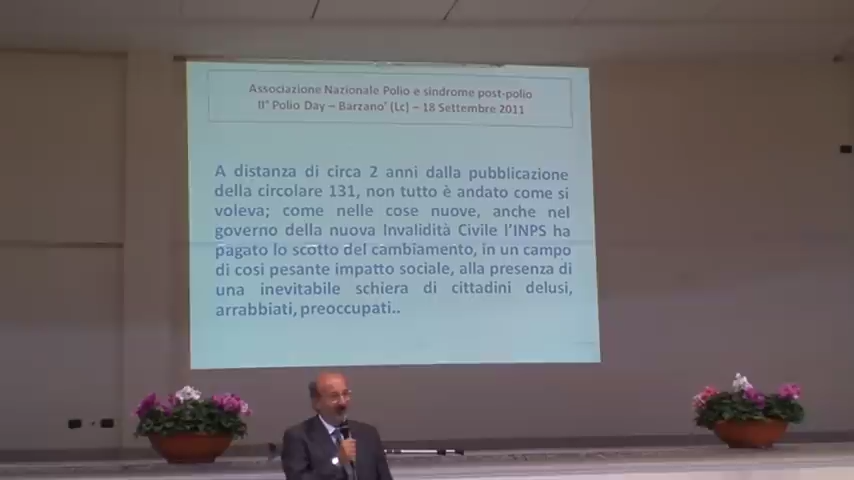 Associazione Nazionale Polio e sindrome post-polio
II° Polio Day – Barzano' (Lc) – 18 Settembre 2011
A distanza di circa 2 anni dalla pubblicazione
della circolare 131, non tutto è andato come si
voleva; come nelle cose nuove, anche nel
governo della nuova Invalidità Civile l'INPS ha
pagato lo scotto del cambiamento, in un campo
di cosi pesante impatto sociale, alla presenza di
una inevitabile schiera di cittadini delusi,
arrabbiati, preoccupati..